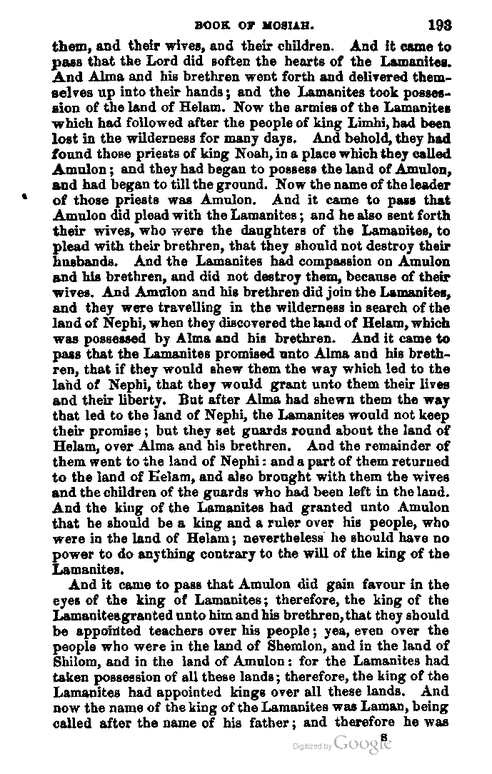 BOOK OF MOSIAH. 193
them, and their wives, and their children. And it came to
pass that the Lord did soften the hearts of the Lamanites.
And Alma and his brethren went forth and delivered them-
selves up into their hands; and the Lamanites took posses-
sion of the land of Helam. Now the armies of the Lamanites
which had followed after the people of king Limhi, had been
lost in the wilderness for many days. And behold, they had
found those priests of king Noah, in a place which they called
Amulon; and they had began to possess the land of Amulon,
and had began to till the ground. Now the name of the leader
of those priests was Amulon. And it came to pass that
Amulon did plead with the Lamanites; and he also sent forth
their wives, who were the daughters of the Lamanites, to
plead with their brethren, that they should not destroy their
husbands. And the Lamanites had compassion on Amulon
and his brethren, and did not destroy them, because of their
wives. And Amulon and his brethren did join the Lamanites,
and they were travelling in the wilderness in search of the
land of Nephi, when they discovered the land of Helam, which
was possessed by Alma and his brethren. And it came to
pass that the Lamanites promised unto Alma and his breth-
ren, that if they would shew them the way which led to the
land of Nephi, that they would grant unto them their lives
and their liberty. But after Alma had shewn them the way
that led to the land of Nephi, the Lamanites would not keep
their promise; but they set guards round about the land of
Helam, over Alma and his brethren. And the remainder of
them went to the land of Nephi: and a part of them returned
to the land of Helam, and also brought with them the wives
and the children of the guards who had been left in the land.
And the king of the Lamanites had granted unto Amulon
that he should be a king and a ruler over his people, who
were in the land of Helam; nevertheless he should have no
power to do anything contrary to the will of the king of the
Lamanites.
And it came to pass that Amulon did gain favour in the
eyes of the king of Lamanites; therefore, the king of the
Lamanites granted unto him and his brethren, that they should
be appointed teachers over his people; yea, even over the
people who were in the land of Shemlon, and in the land of
Shilom, and in the land of Amulon: for the Lamanites had
taken possession of all these lands; therefore, the king of the
Lamanites had appointed kings over all these lands. And
now the name of the king of the Lamanites was Laman, being
called after the name of his father; and therefore he was
S
Digitized by Google